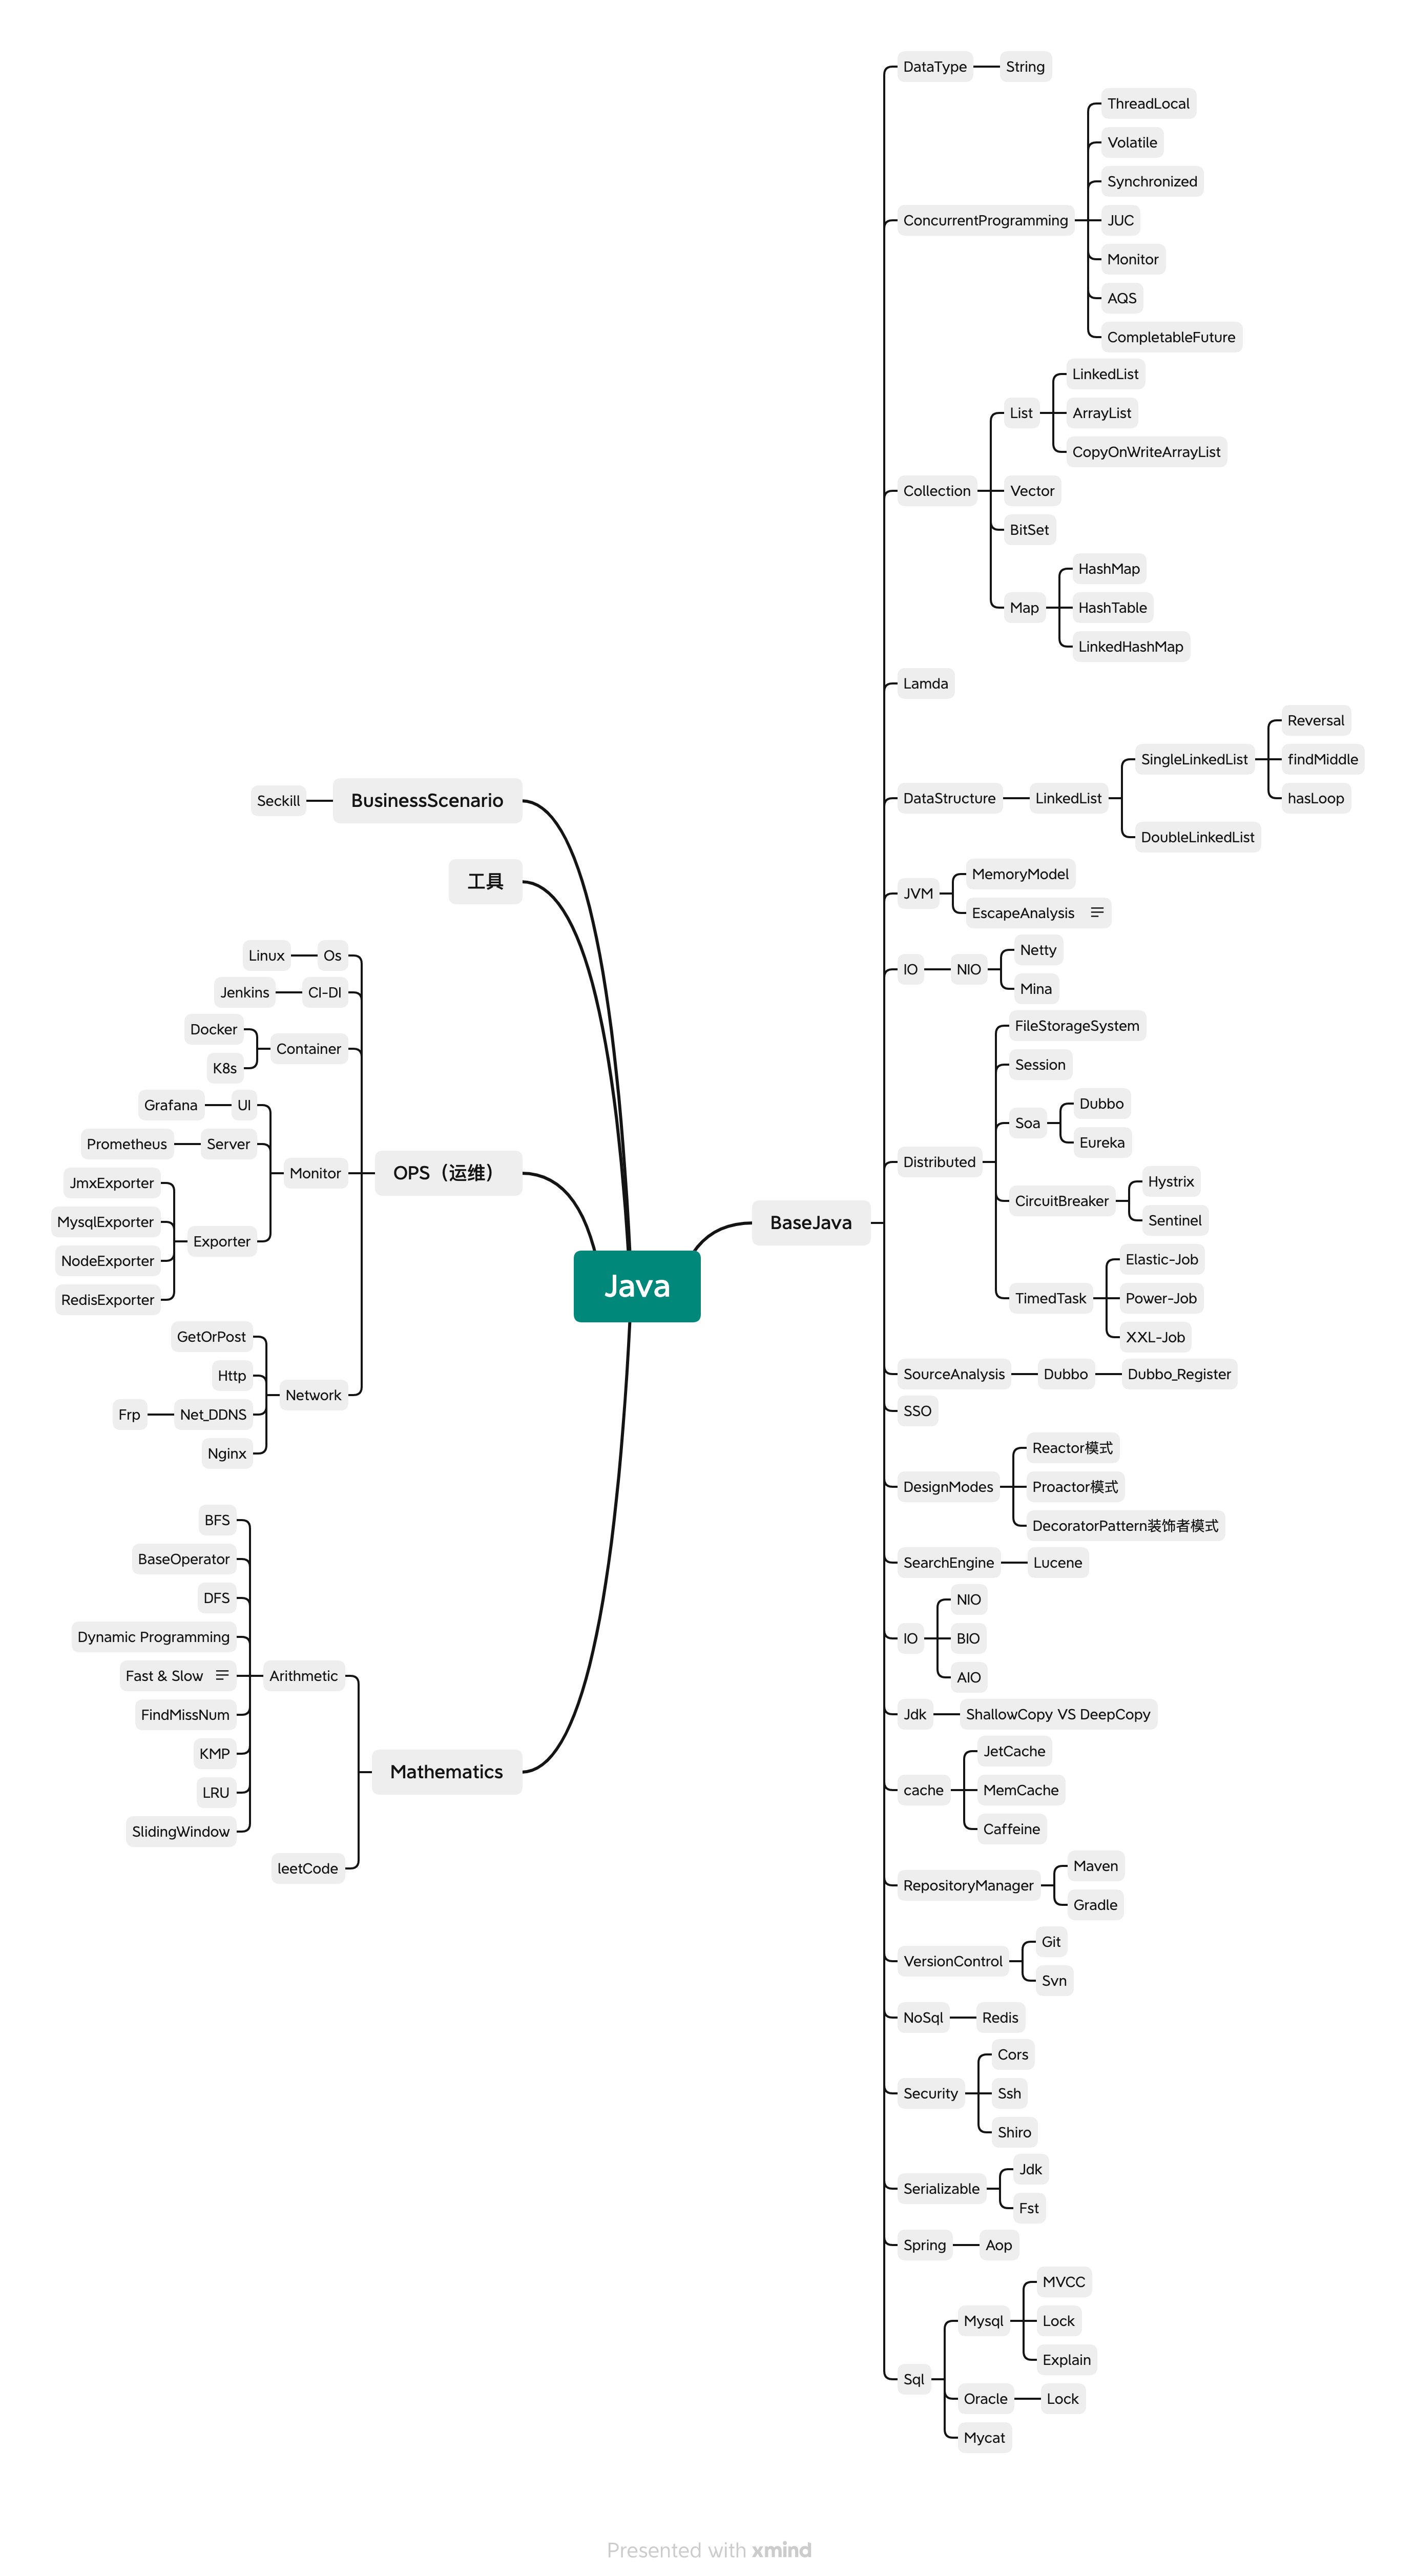 Java
BaseJava
DataType
String
ConcurrentProgramming
ThreadLocal
Volatile
Synchronized
JUC
Monitor
AQS
CompletableFuture
Collection
List
LinkedList
ArrayList
CopyOnWriteArrayList
Vector
BitSet
Map
HashMap
HashTable
LinkedHashMap
Lamda
DataStructure
LinkedList
SingleLinkedList
Reversal
findMiddle
hasLoop
DoubleLinkedList
JVM
MemoryModel
EscapeAnalysis
IO
NIO
Netty
Mina
Distributed
FileStorageSystem
Session
Soa
Dubbo
Eureka
CircuitBreaker
Hystrix
Sentinel
TimedTask
Elastic-Job
Power-Job
XXL-Job
SourceAnalysis
Dubbo
Dubbo_Register
SSO
DesignModes
Reactor模式
Proactor模式
DecoratorPattern装饰者模式
SearchEngine
Lucene
IO
NIO
BIO
AIO
Jdk
ShallowCopy VS DeepCopy
cache
JetCache
MemCache
Caffeine
RepositoryManager
Maven
Gradle
VersionControl
Git
Svn
NoSql
Redis
Security
Cors
Ssh
Shiro
Serializable
Jdk
Fst
Spring
Aop
Sql
Mysql
MVCC
Lock
Explain
Oracle
Lock
Mycat
BusinessScenario
Seckill
工具
OPS（运维）
Os
Linux
CI-DI
Jenkins
Container
Docker
K8s
Monitor
UI
Grafana
Server
Prometheus
Exporter
JmxExporter
MysqlExporter
NodeExporter
RedisExporter
Network
GetOrPost
Http
Net_DDNS
Frp
Nginx
Mathematics
Arithmetic
BFS
BaseOperator
DFS
Dynamic Programming
Fast & Slow
FindMissNum
KMP
LRU
SlidingWindow
leetCode
Presented with xmind